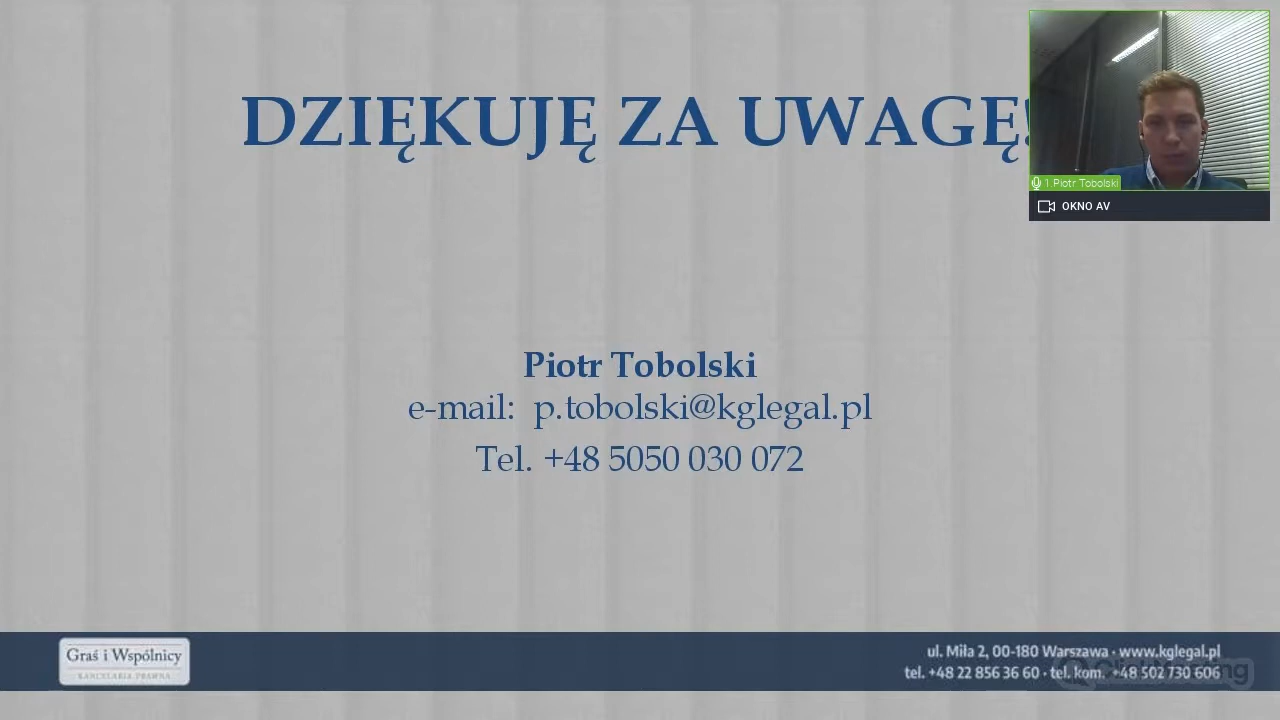 DZIĘKUJĘ ZA UWAGĘ!
1 Piotr Tobolski
OKNO AV
Piotr Tobolski
e-mail: p.tobolski@kglegal.pl
Tel. +48 5050 030 072
Graś i Wspólnicy
KANCELARIA PRAWNA
ul. Miła 2, 00-180 Warszawa · www.kglegal.pl
tel. +48 22 856 36 60 · tel. kom. +48 502 730 606
ClickMeeting